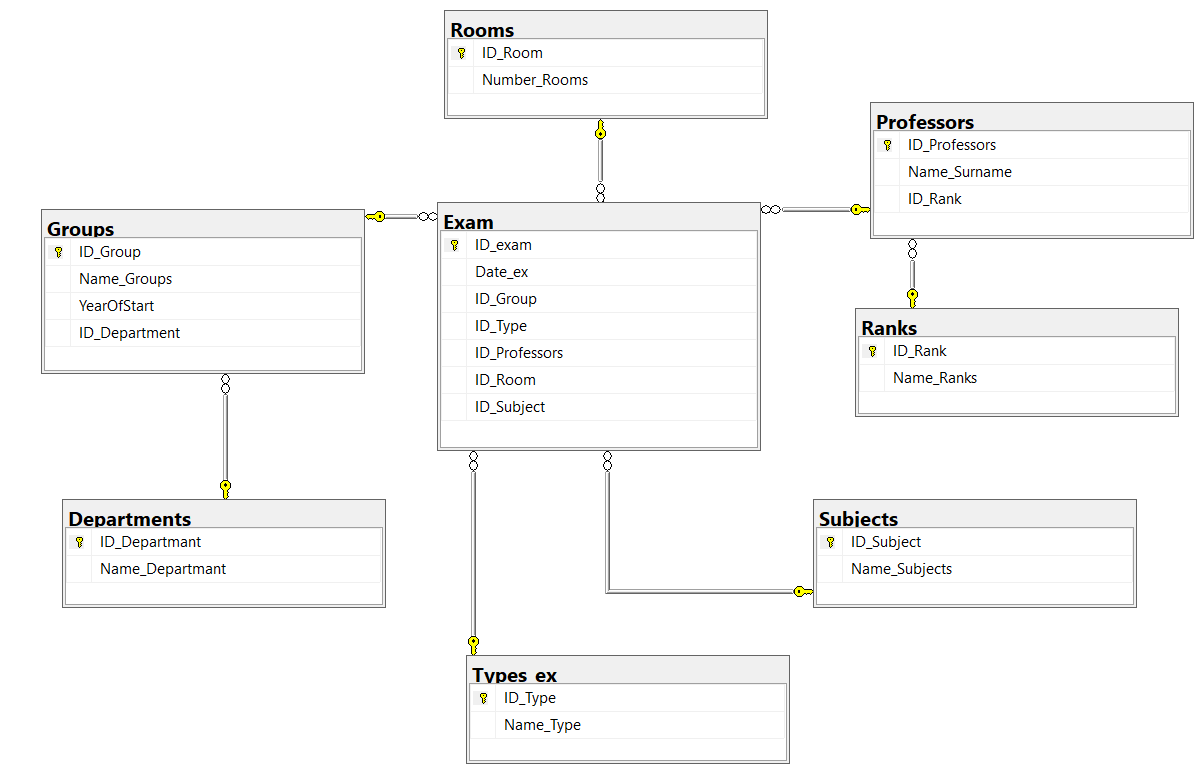 Rooms
ID_Room
Number_Rooms
Professors
ID_Professors
Name_Surname
ID_Rank
Groups
ID_Group
Name_Groups
YearOfStart
ID_Department
Exam
ID_exam
Date_ex
ID_Group
ID_Type
ID_Professors
ID_Room
ID_Subject
Ranks
ID_Rank
Name_Ranks
Departments
ID_Departmant
Name_Departmant
Subjects
ID_Subject
Name_Subjects
Types_ex
ID_Type
Name_Type